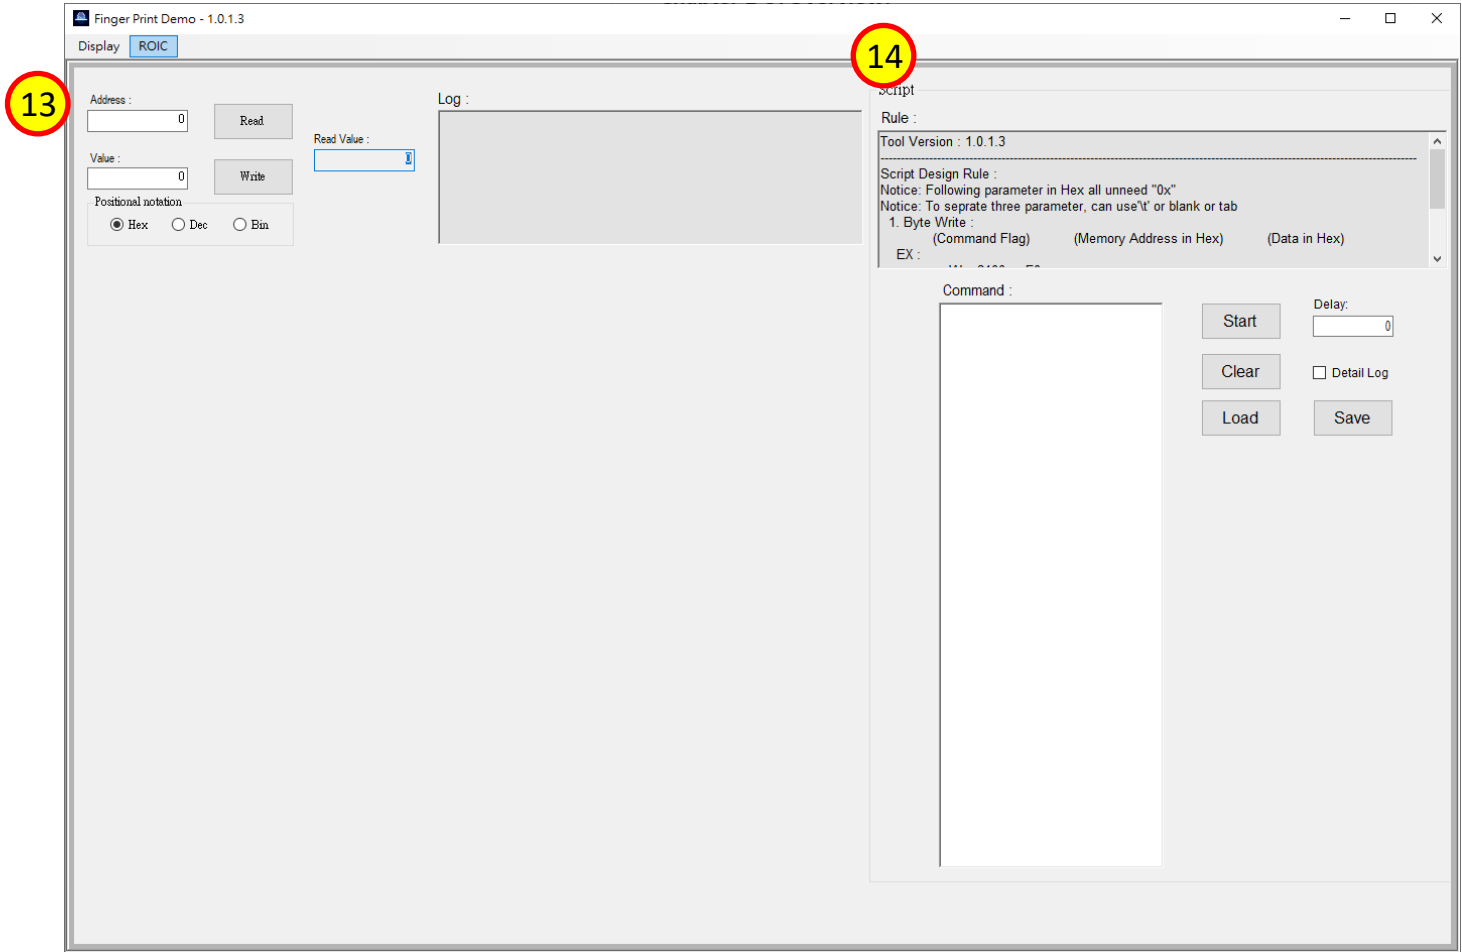 Finger Print Demo - 1.0.1.3
Display ROIC
13
14
Address :
0
Read
Value :
0
Write
Positional notation
Hex Dec Bin
Read Value :
0
Log :
Script
Rule :
Tool Version : 1.0.1.3
Script Design Rule :
Notice: Following parameter in Hex all unneed "0x"
Notice: To seprate three parameter, can use'\t' or blank or tab
1. Byte Write :
(Command Flag) (Memory Address in Hex) (Data in Hex)
EX :
Command :
Start
Delay:
0
Clear
Detail Log
Load
Save